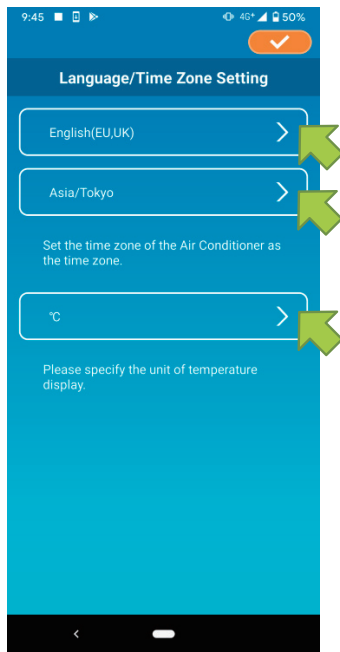 9:45 4G+ 50%
Language/Time Zone Setting
English(EU,UK)
Asia/Tokyo
Set the time zone of the Air Conditioner as
the time zone.
℃
Please specify the unit of temperature
display.